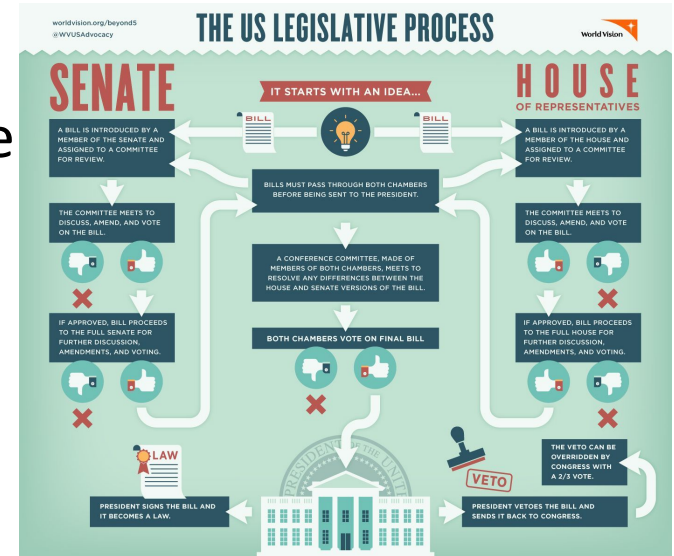 worldvision.org/beyond5
@WVUSAdvocacy
THE US LEGISLATIVE PROCESS
World Vision
e
SENATE
IT STARTS WITH AN IDEA...
HOUSE
OF REPRESENTATIVES
BILL
BILL
A BILL IS INTRODUCED BY A
MEMBER OF THE SENATE AND
ASSIGNED TO A COMMITTEE
FOR REVIEW.
A BILL IS INTRODUCED BY A
MEMBER OF THE HOUSE AND
ASSIGNED TO A COMMITTEE
FOR REVIEW.
BILLS MUST PASS THROUGH BOTH CHAMBERS
BEFORE BEING SENT TO THE PRESIDENT.
THE COMMITTEE MEETS TO
DISCUSS, AMEND, AND VOTE
ON THE BILL.
THE COMMITTEE MEETS TO
DISCUSS, AMEND, AND VOTE
ON THE BILL.
A CONFERENCE COMMITTEE, MADE OF
MEMBERS OF BOTH CHAMBERS, MEETS TO
RESOLVE ANY DIFFERENCES BETWEEN THE
HOUSE AND SENATE VERSIONS OF THE BILL.
IF APPROVED, BILL PROCEEDS
TO THE FULL SENATE FOR
FURTHER DISCUSSION,
AMENDMENTS, AND VOTING.
IF APPROVED, BILL PROCEEDS
TO THE FULL HOUSE FOR
FURTHER DISCUSSION,
AMENDMENTS, AND VOTING.
BOTH CHAMBERS VOTE ON FINAL BILL
LAW
PRESIDENT OF THE UNITE
VETO
THE VETO CAN BE
OVERRIDDEN BY
CONGRESS WITH
A 2/3 VOTE.
PRESIDENT SIGNS THE BILL AND
IT BECOMES A LAW.
PRESIDENT VETOES THE BILL AND
SENDS IT BACK TO CONGRESS.